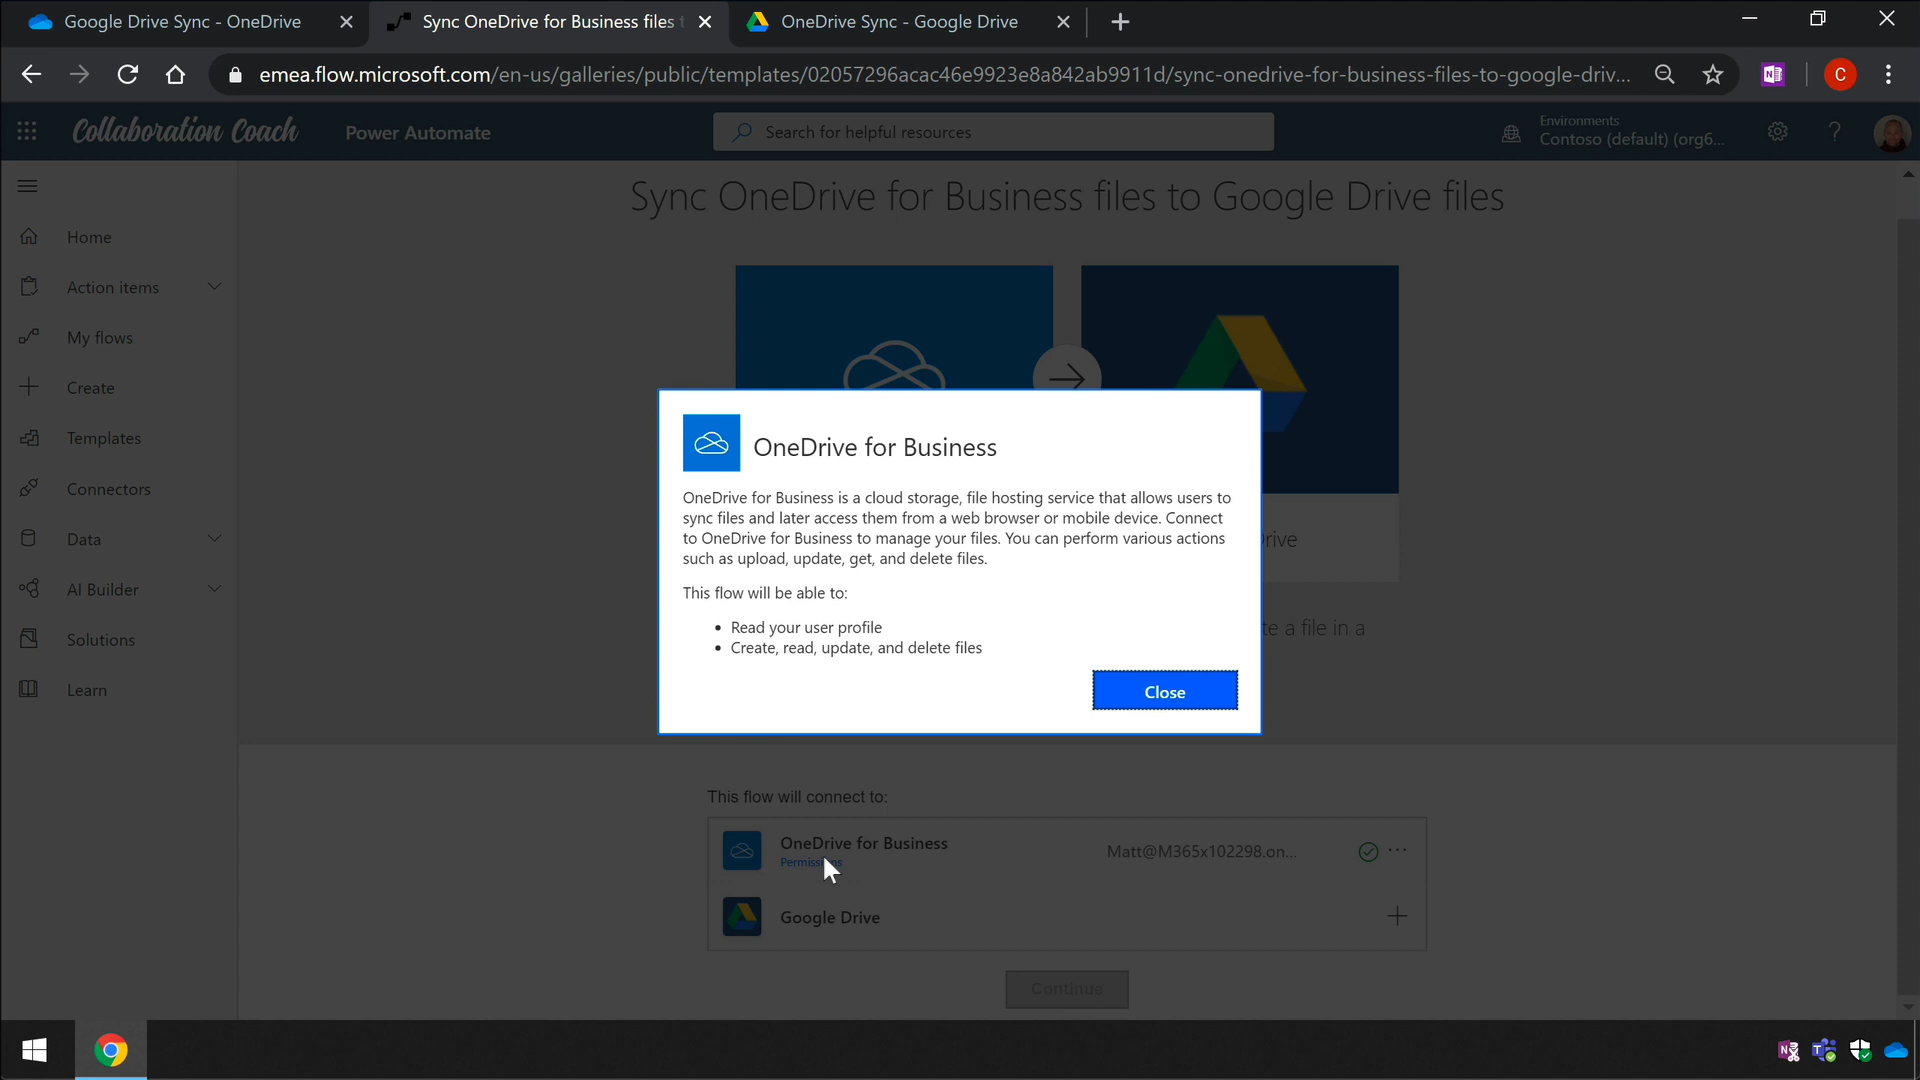 Google Drive Sync - OneDrive
Sync OneDrive for Business files
OneDrive Sync - Google Drive
emea.flow.microsoft.com/en-us/galleries/public/templates/02057296acac46e9923e8a842ab9911d/sync-onedrive-for-business-files-to-google-driv...
C
Collaboration Coach
Power Automate
Search for helpful resources
Environments
Contoso (default) (org6...
?
Home
Action items
My flows
Create
Templates
Connectors
Data
AI Builder
Solutions
Learn
Sync OneDrive for Business files to Google Drive files
OneDrive for Business
OneDrive for Business is a cloud storage, file hosting service that allows users to
sync files and later access them from a web browser or mobile device. Connect
to OneDrive for Business to manage your files. You can perform various actions
such as upload, update, get, and delete files.
This flow will be able to:
• Read your user profile
• Create, read, update, and delete files
Close
a file in a
This flow will connect to:
OneDrive for Business
Permissions
Matt@M365x102298.on...
Google Drive
Continue